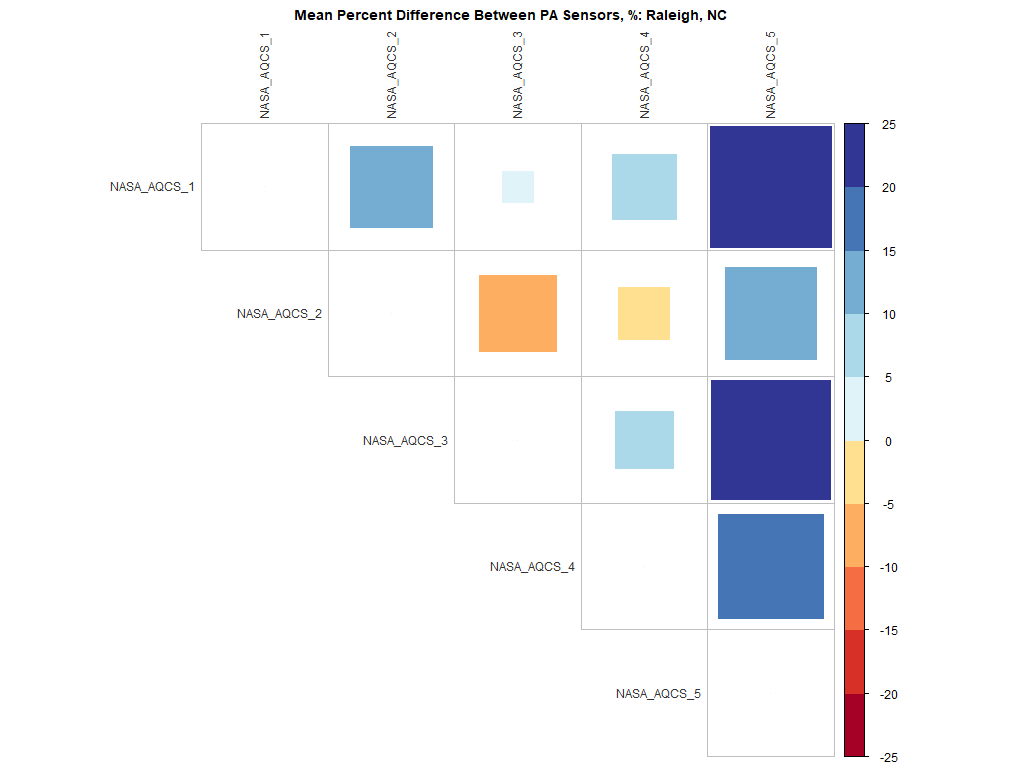 Mean Percent Difference Between PA Sensors, %: Raleigh, NC
NASA_AQCS_1
NASA_AQCS_2
NASA_AQCS_3
NASA_AQCS_4
NASA_AQCS_5
NASA_AQCS_1
NASA_AQCS_2
NASA_AQCS_3
NASA_AQCS_4
NASA_AQCS_5
25
20
15
10
5
0
-5
-10
-15
-20
-25